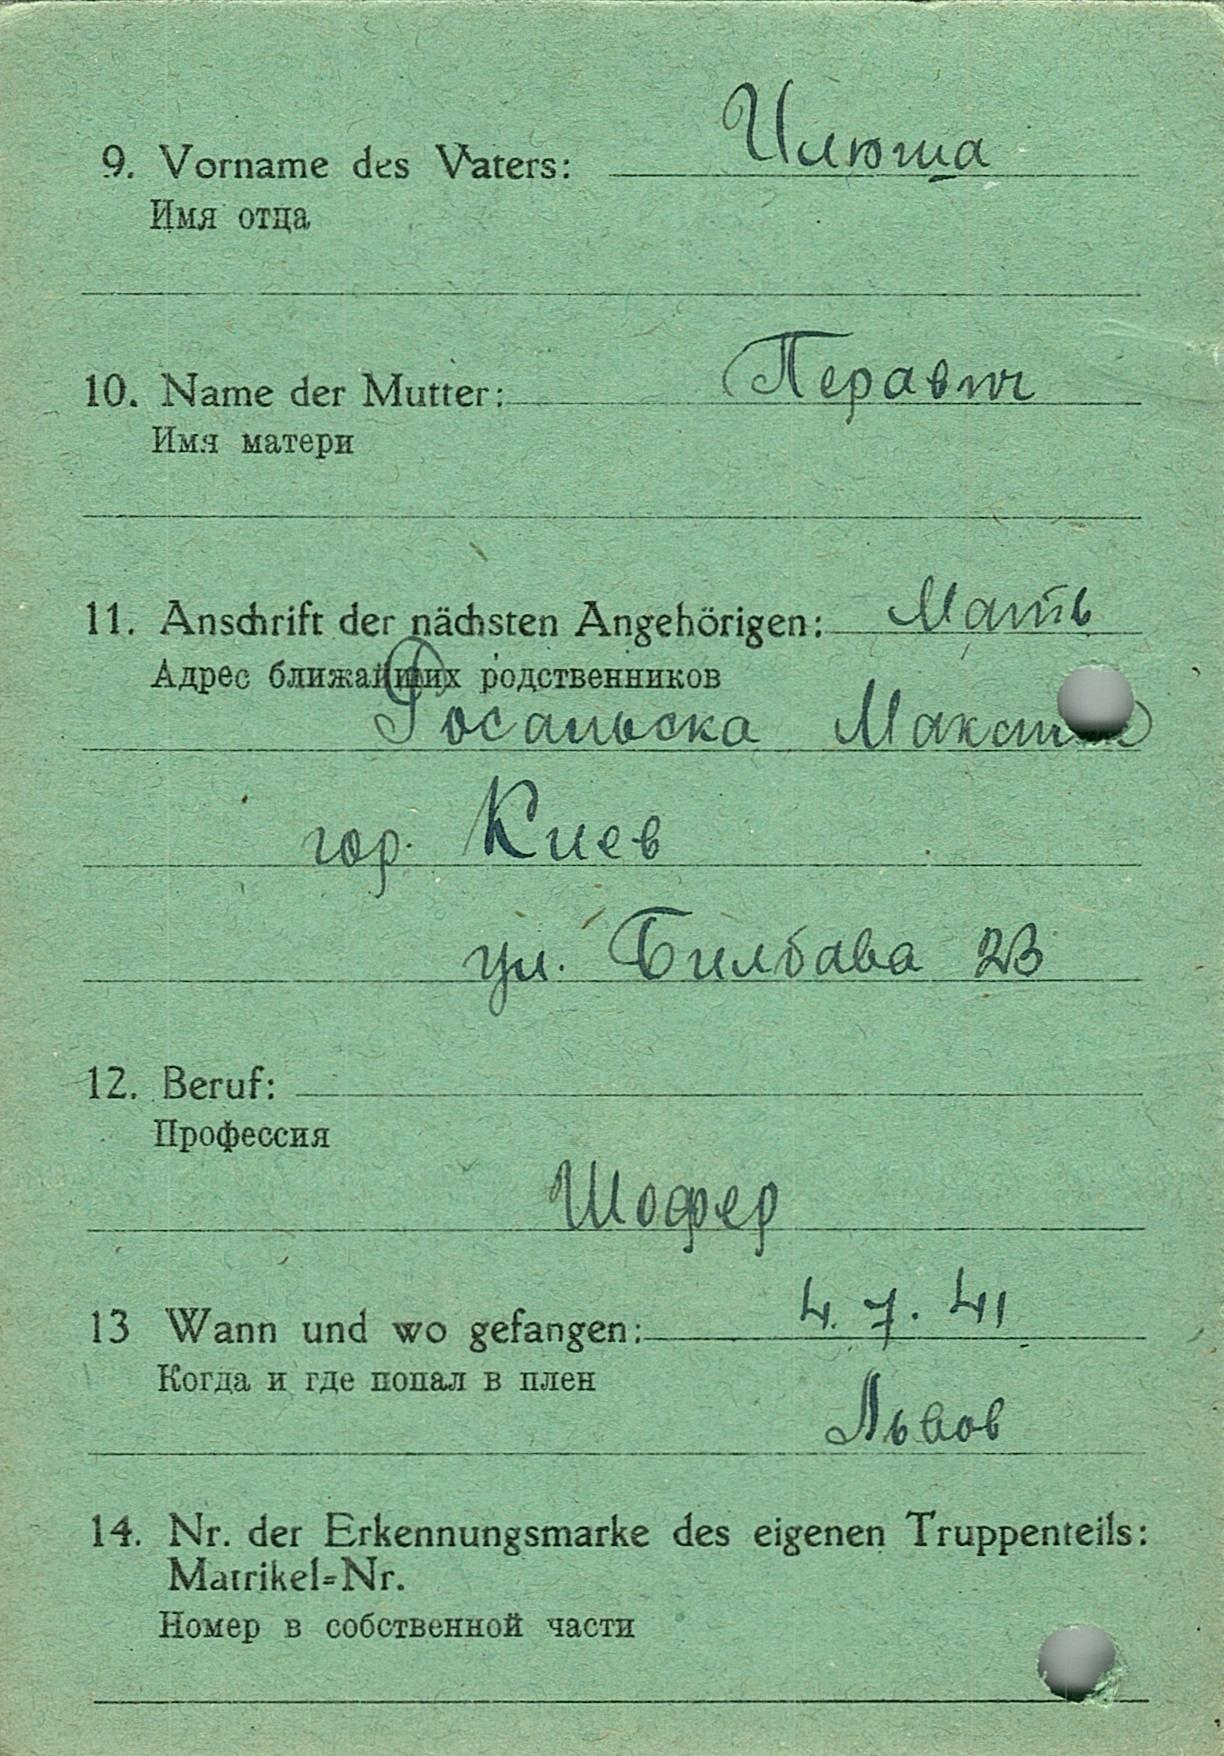 9. Vorname des Vaters: Илюша
Имя отца
10. Name der Mutter: Перавич
Имя матери
11. Anschrift der nächsten Angehörigen: Мать
Адрес ближайших родственников
гор. Киев
ул. Билбава 23
12. Beruf:
Профессия
Шофер
13 Wann und wo gefangen: 4. 7. 41
Когда и где попал в плен
Львов
14. Nr. der Erkennungsmarke des eigenen Truppenteils:
Matrikel=Nr.
Номер в собственной части